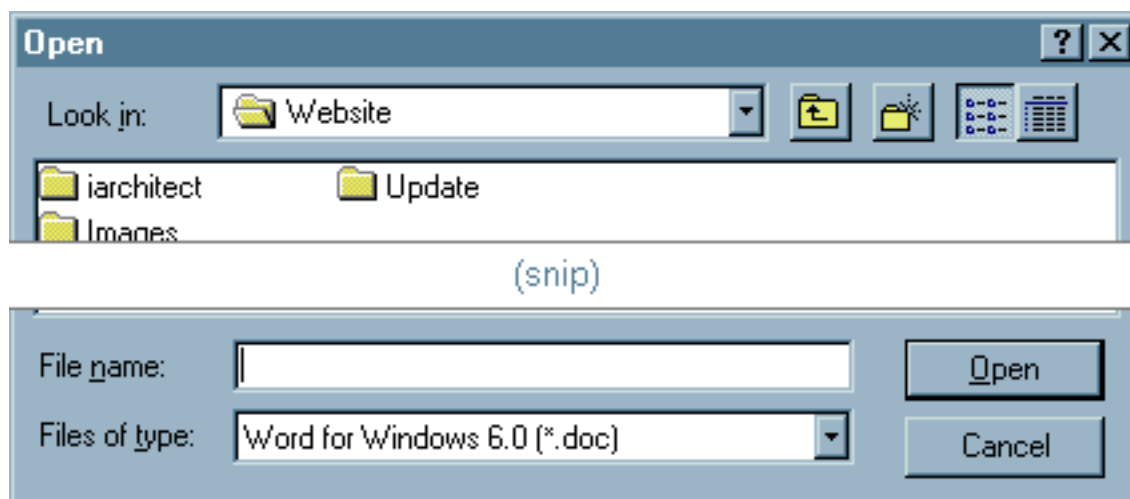 Open
Look in: Website
iarchitect Update
Images
(snip)
File name: Open
Files of type: Word for Windows 6.0 (*.doc) Cancel